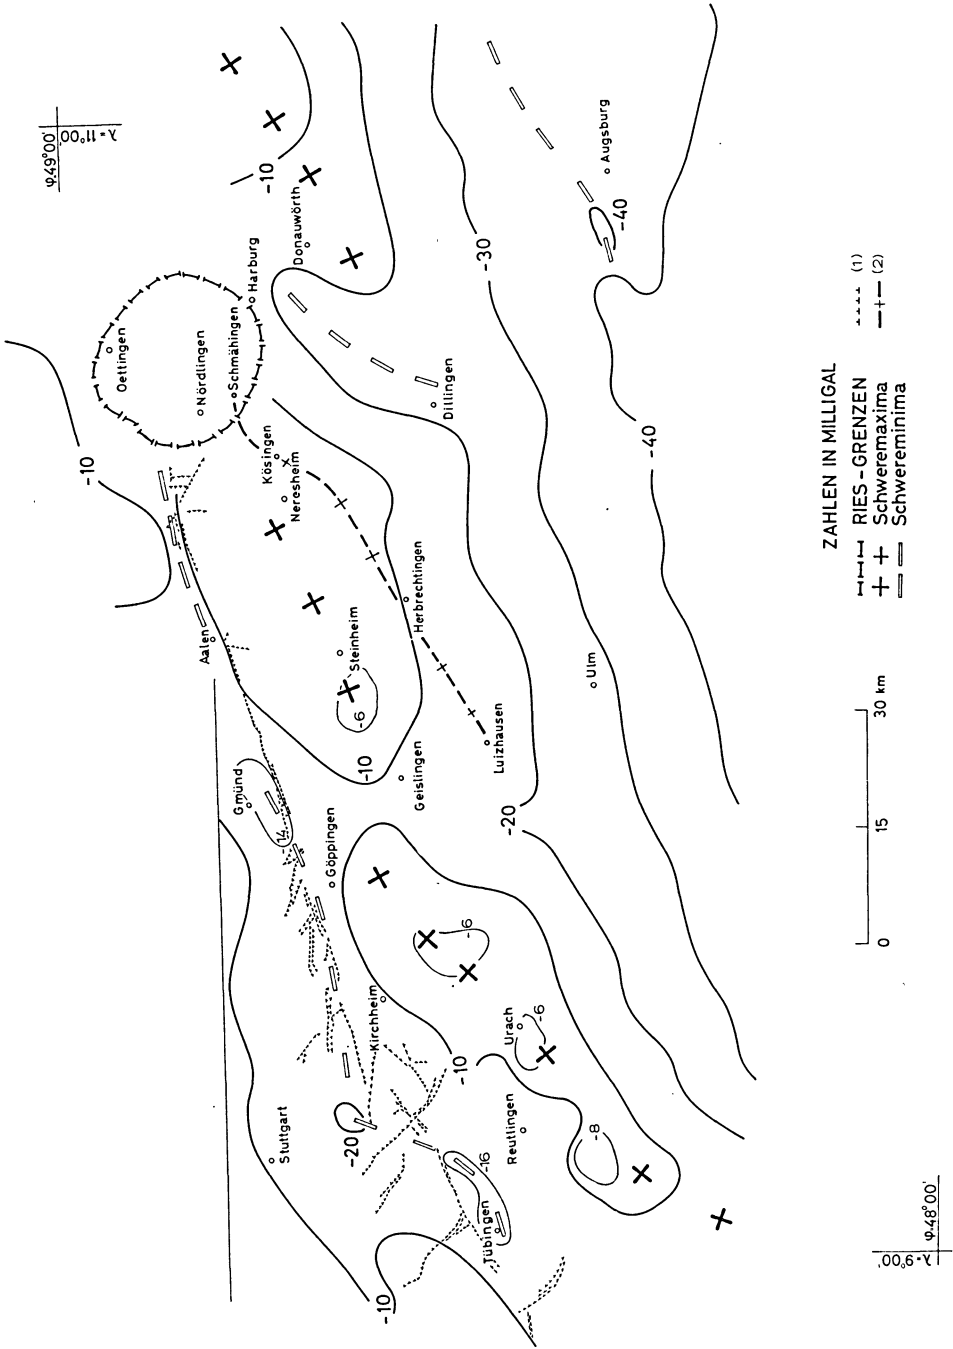 φ.49°00'
λ=11°00'
-10
Oettingen
Nördlingen
Schmähingen
Harburg
Donauwörth
-10
-30
Augsburg
-40
Kösingen
Neresheim
Dillingen
-40
Aalen
Steinheim
-6
Herbrechtingen
-10
Geislingen
Luizhausen
Ulm
-20
Gmünd
-14
Göppingen
-6
Kirchheim
Urach
-6
-10
Stuttgart
-20
Reutlingen
-8
-16
Tübingen
-10
λ=9°00'
φ.48°00'
0 15 30 km
ZAHLEN IN MILLIGAL
RIES-GRENZEN (1)
Schweremaxima (2)
Schwereminima